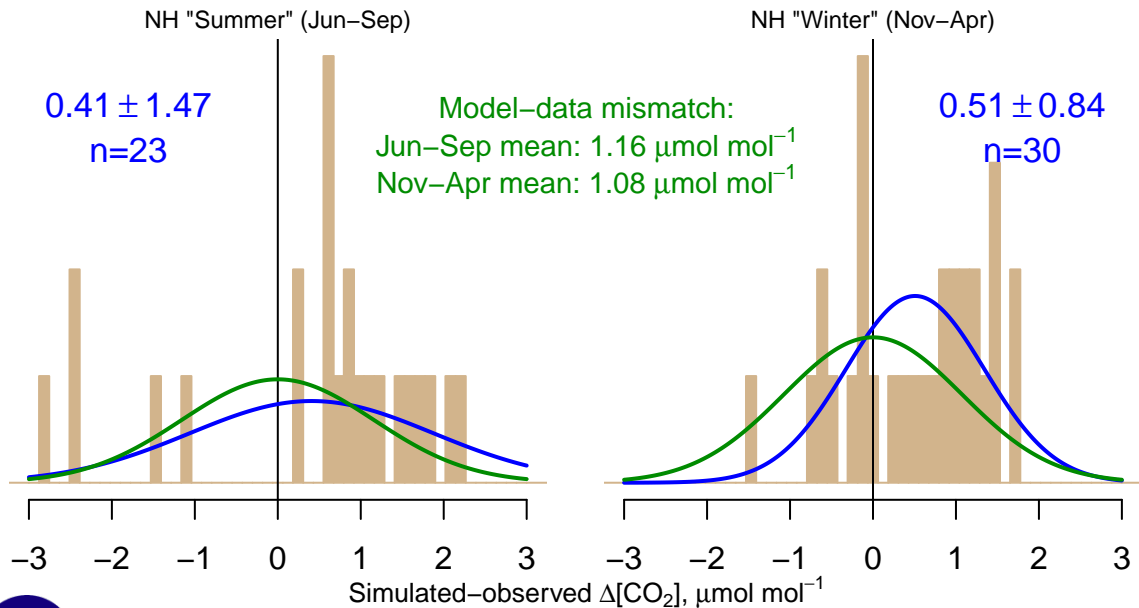 NH "Summer" (Jun−Sep)
NH "Winter" (Nov−Apr)
0.41 ± 1.47
n=23
Model−data mismatch:
Jun−Sep mean: 1.16 μmol mol⁻¹
Nov−Apr mean: 1.08 μmol mol⁻¹
0.51 ± 0.84
n=30
−3 −2 −1 0 1 2 3
−3 −2 −1 0 1 2 3
Simulated−observed Δ[CO₂], μmol mol⁻¹